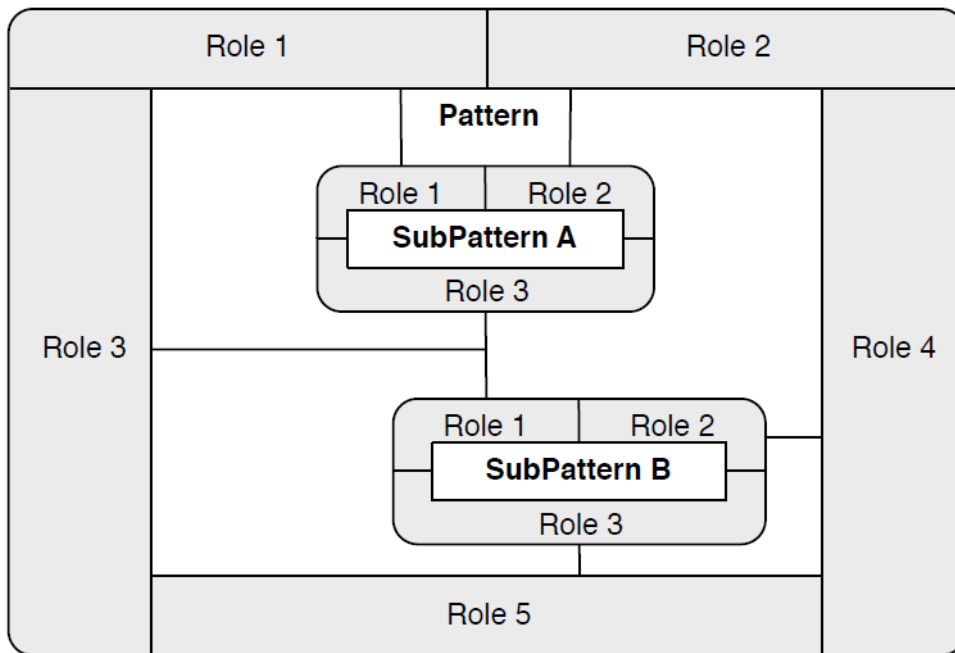 Role 1
Role 2
Pattern
Role 1
Role 2
SubPattern A
Role 3
Role 3
Role 4
Role 1
Role 2
SubPattern B
Role 3
Role 5